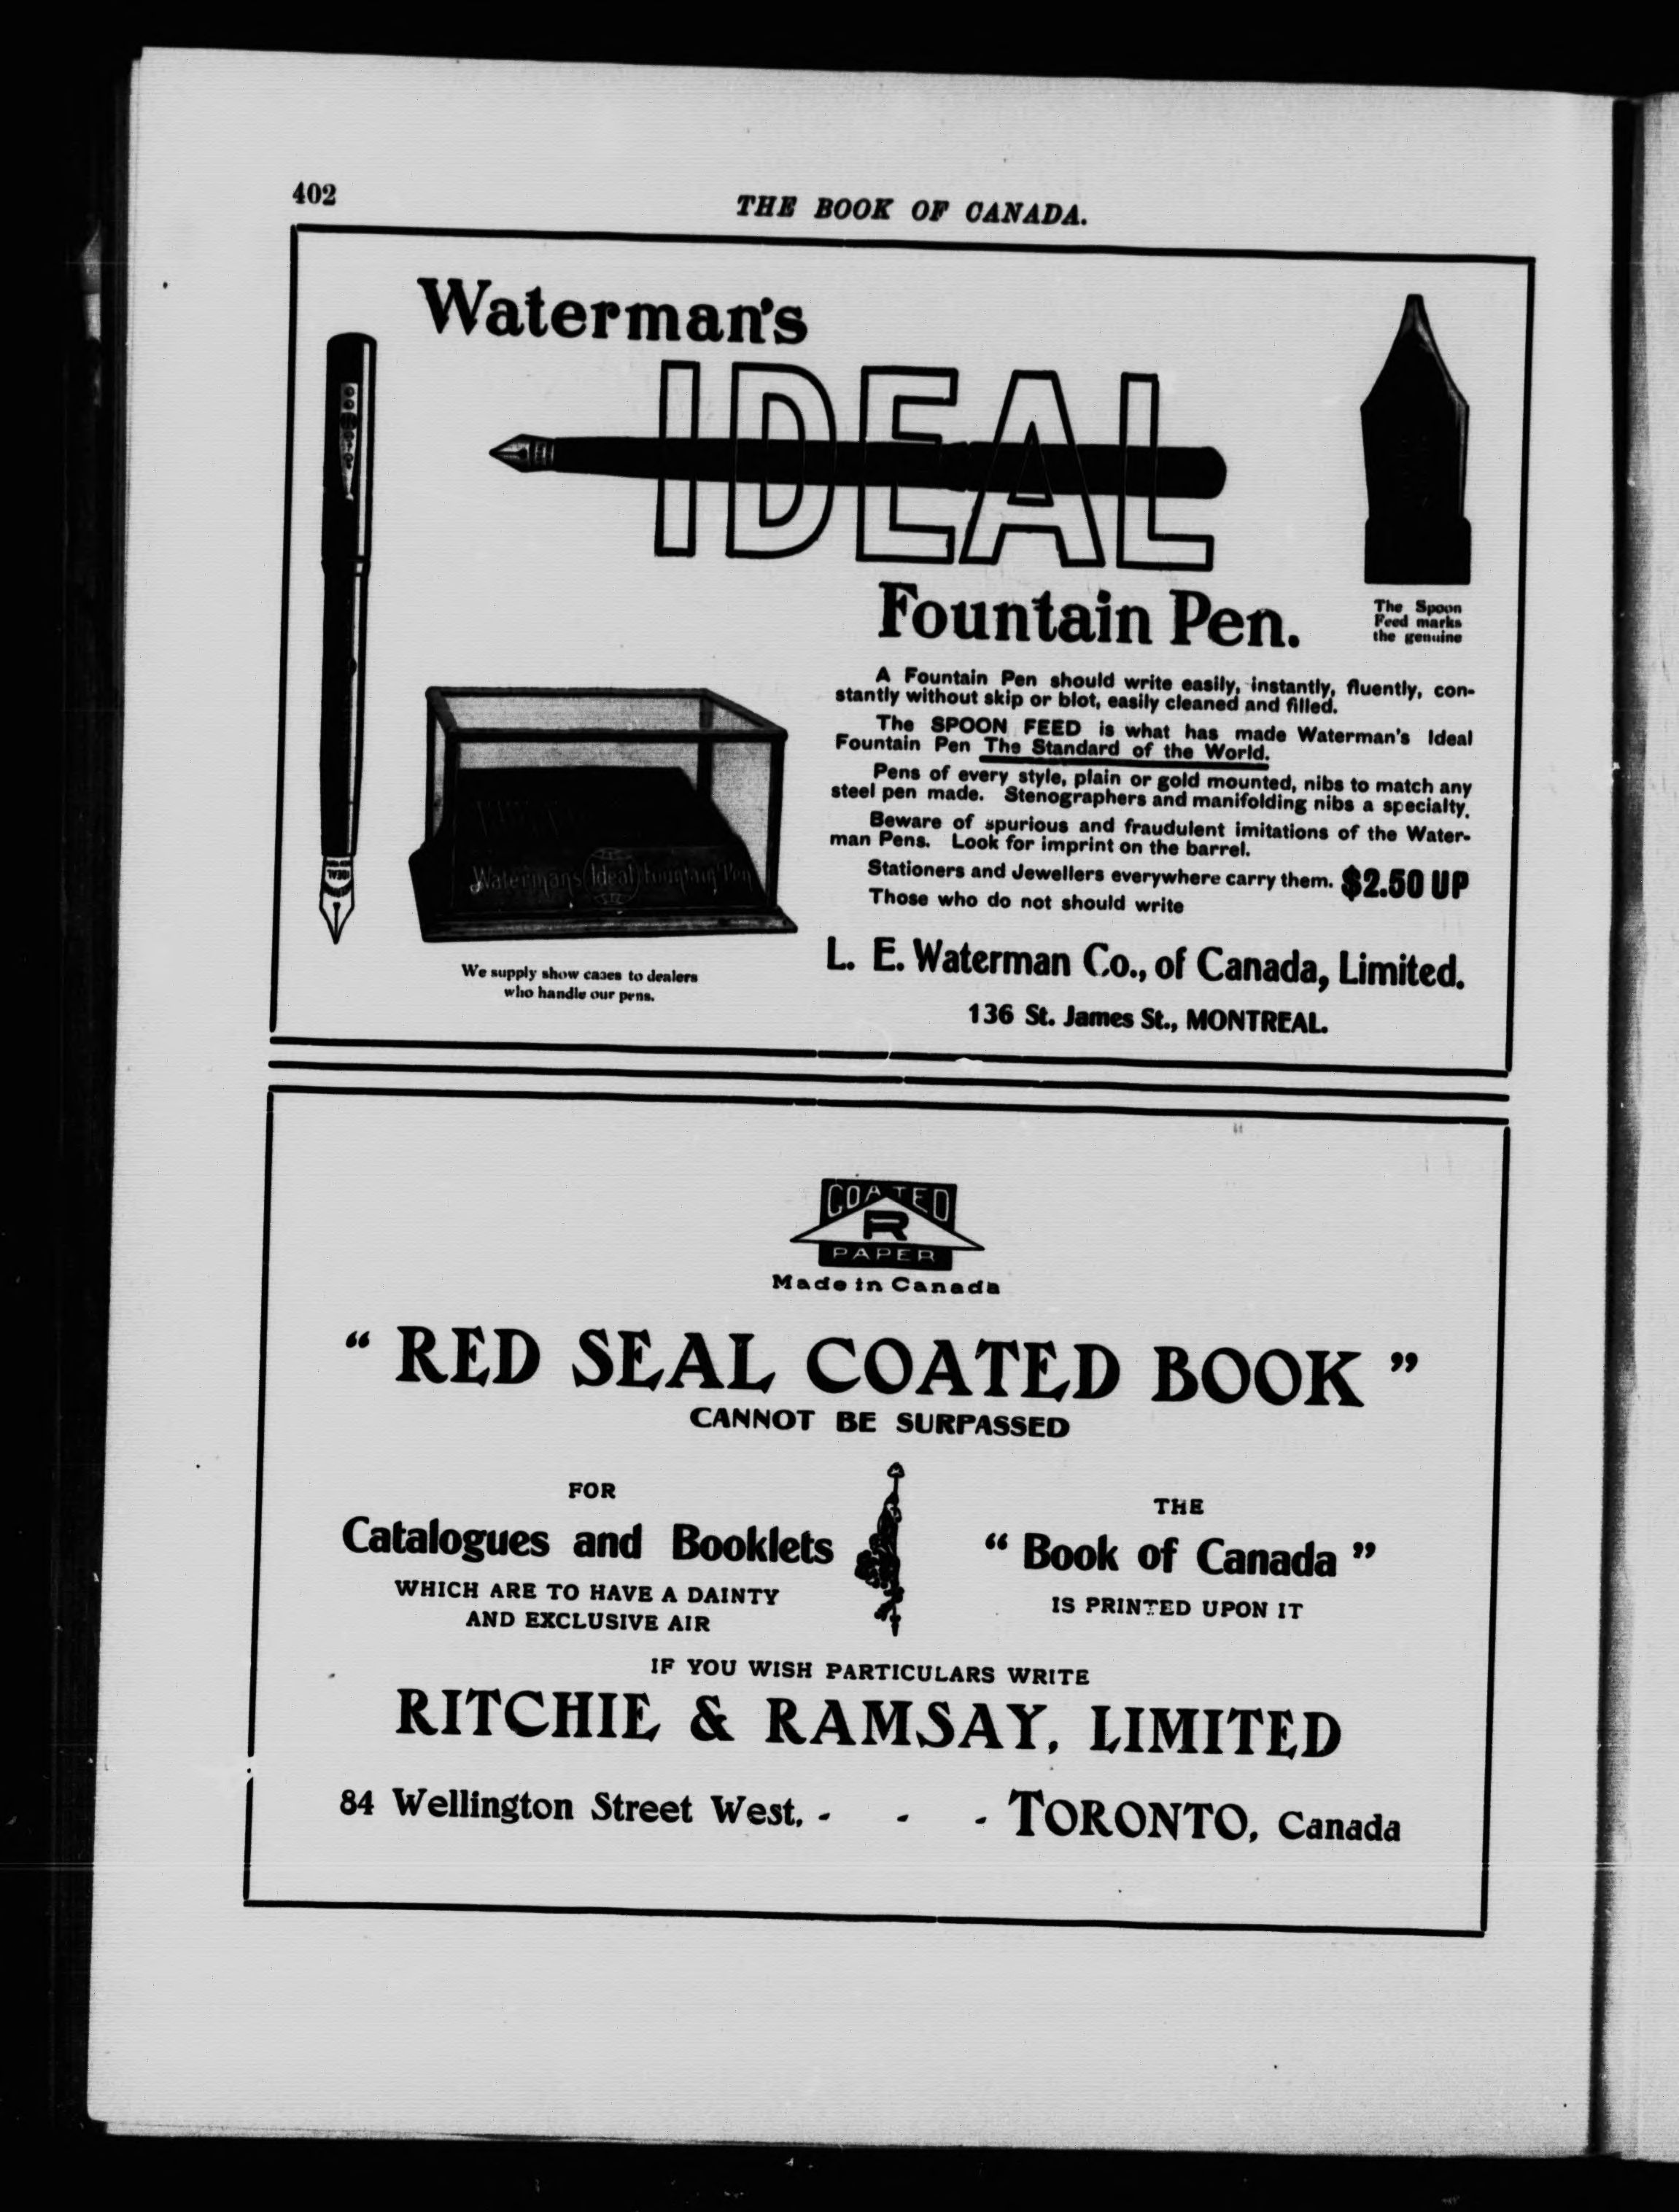 402
THE BOOK OF CANADA.
Waterman's
IDEAL
Fountain Pen.
The Spoon
Feed marks
the genuine
A Fountain Pen should write easily, instantly, fluently, con-
stantly without skip or blot, easily cleaned and filled.
The SPOON FEED is what has made Waterman's Ideal
Fountain Pen The Standard of the World.
Pens of every style, plain or gold mounted, nibs to match any
steel pen made. Stenographers and manifolding nibs a specialty.
Beware of spurious and fraudulent imitations of the Water-
man Pens. Look for imprint on the barrel.
Stationers and Jewellers everywhere carry them. $2.50 UP
Those who do not should write
L. E. Waterman Co., of Canada, Limited.
136 St. James St., MONTREAL.
IDEAL
Waterman's Ideal Fountain Pen
We supply show cases to dealers
who handle our pens.
COATED
R
PAPER
Made in Canada
" RED SEAL COATED BOOK "
CANNOT BE SURPASSED
FOR
Catalogues and Booklets
WHICH ARE TO HAVE A DAINTY
AND EXCLUSIVE AIR
THE
" Book of Canada "
IS PRINTED UPON IT
IF YOU WISH PARTICULARS WRITE
RITCHIE & RAMSAY, LIMITED
84 Wellington Street West, - - - TORONTO, Canada